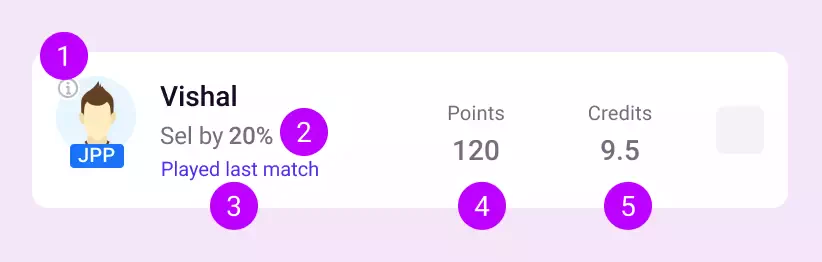 1
i
Vishal
JPP
Sel by 20%
2
Played last match
3
Points
120
4
Credits
9.5
5